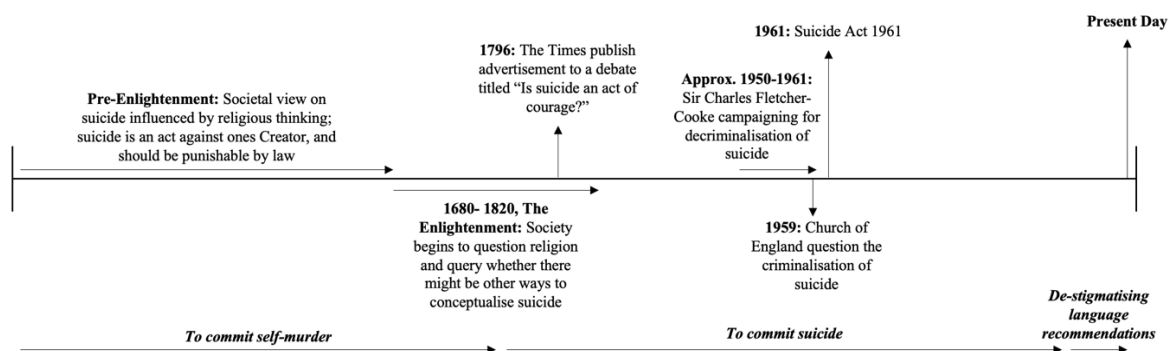 Present Day
1961: Suicide Act 1961
1796: The Times publish
advertisement to a debate
titled “Is suicide an act of
courage?”
Approx. 1950-1961:
Sir Charles Fletcher-
Cooke campaigning for
decriminalisation of
suicide
Pre-Enlightenment: Societal view on
suicide influenced by religious thinking;
suicide is an act against ones Creator, and
should be punishable by law
1680- 1820, The
Enlightenment: Society
begins to question religion
and query whether there
might be other ways to
conceptualise suicide
1959: Church of
England question the
criminalisation of
suicide
To commit self-murder
To commit suicide
De-stigmatising
language
recommendations